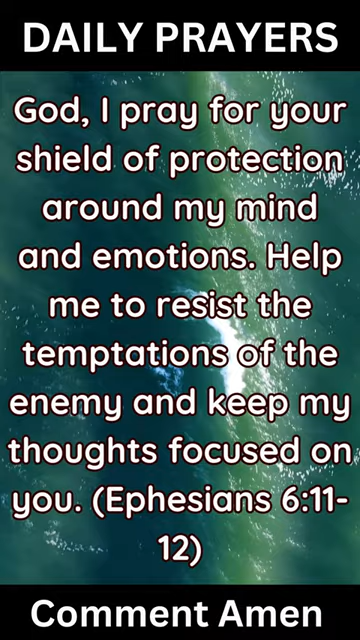 DAILY PRAYERS
God, I pray for your
shield of protection
around my mind
and emotions. Help
me to resist the
temptations of the
enemy and keep my
thoughts focused on
you. (Ephesians 6:11-
12)
Comment Amen